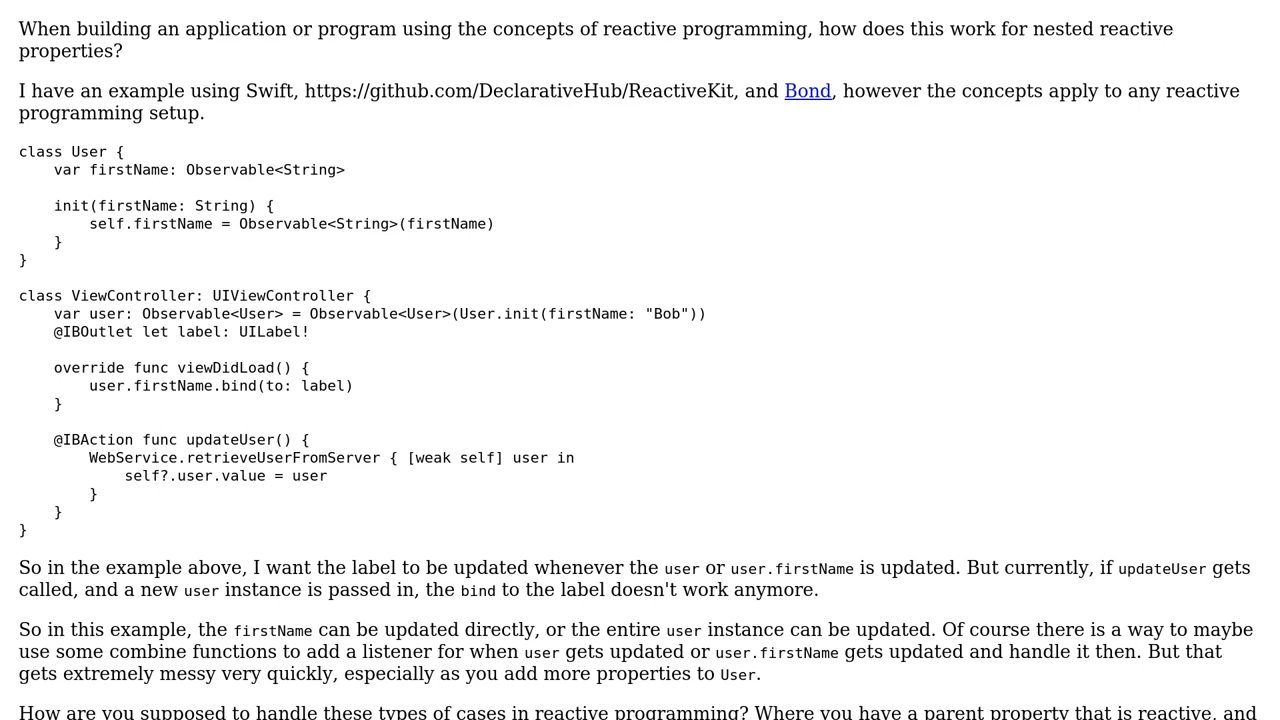 When building an application or program using the concepts of reactive programming, how does this work for nested reactive
properties?
I have an example using Swift, https://github.com/DeclarativeHub/ReactiveKit, and Bond, however the concepts apply to any reactive
programming setup.
class User {
    var firstName: Observable<String>
    init(firstName: String) {
        self.firstName = Observable<String>(firstName)
    }
}
class ViewController: UIViewController {
    var user: Observable<User> = Observable<User>(User.init(firstName: "Bob"))
    @IBOutlet let label: UILabel!
    override func viewDidLoad() {
        user.firstName.bind(to: label)
    }
    @IBAction func updateUser() {
        WebService.retrieveUserFromServer { [weak self] user in
            self?.user.value = user
        }
    }
}
So in the example above, I want the label to be updated whenever the user or user.firstName is updated. But currently, if updateUser gets
called, and a new user instance is passed in, the bind to the label doesn't work anymore.
So in this example, the firstName can be updated directly, or the entire user instance can be updated. Of course there is a way to maybe
use some combine functions to add a listener for when user gets updated or user.firstName gets updated and handle it then. But that
gets extremely messy very quickly, especially as you add more properties to User.
How are you supposed to handle these types of cases in reactive programming? Where you have a parent property that is reactive, and